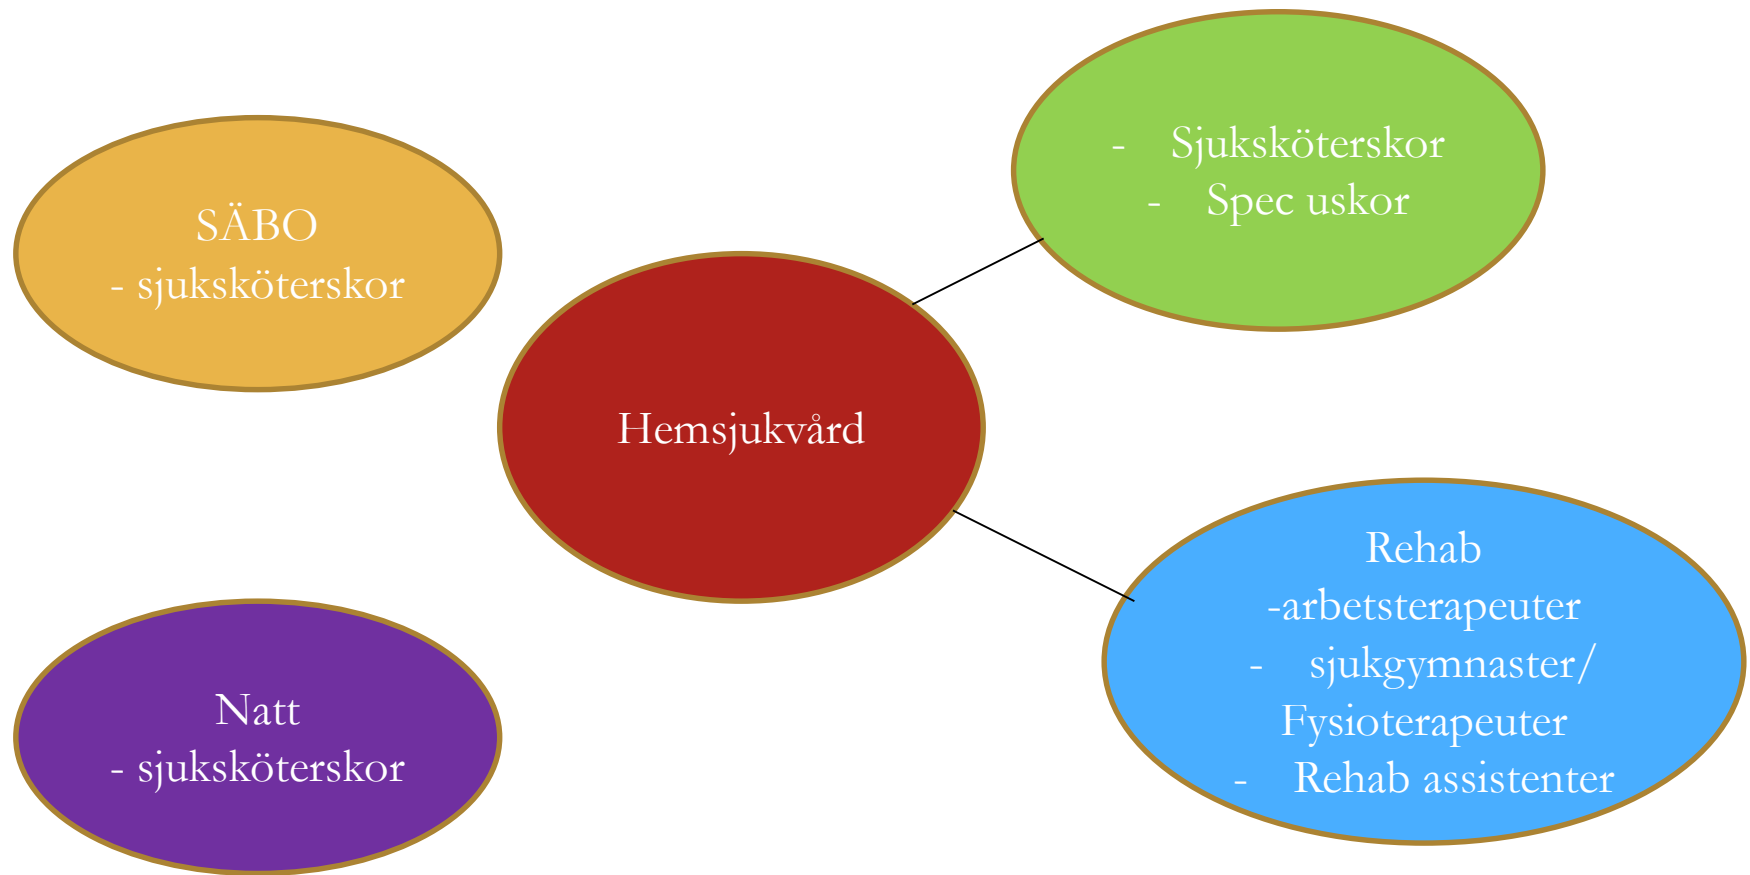 SÄBO
- sjuksköterskor
- Sjuksköterskor
- Spec uskor
Hemsjukvård
Natt
- sjuksköterskor
Rehab
-arbetsterapeuter
- sjukgymnaster/
Fysioterapeuter
- Rehab assistenter